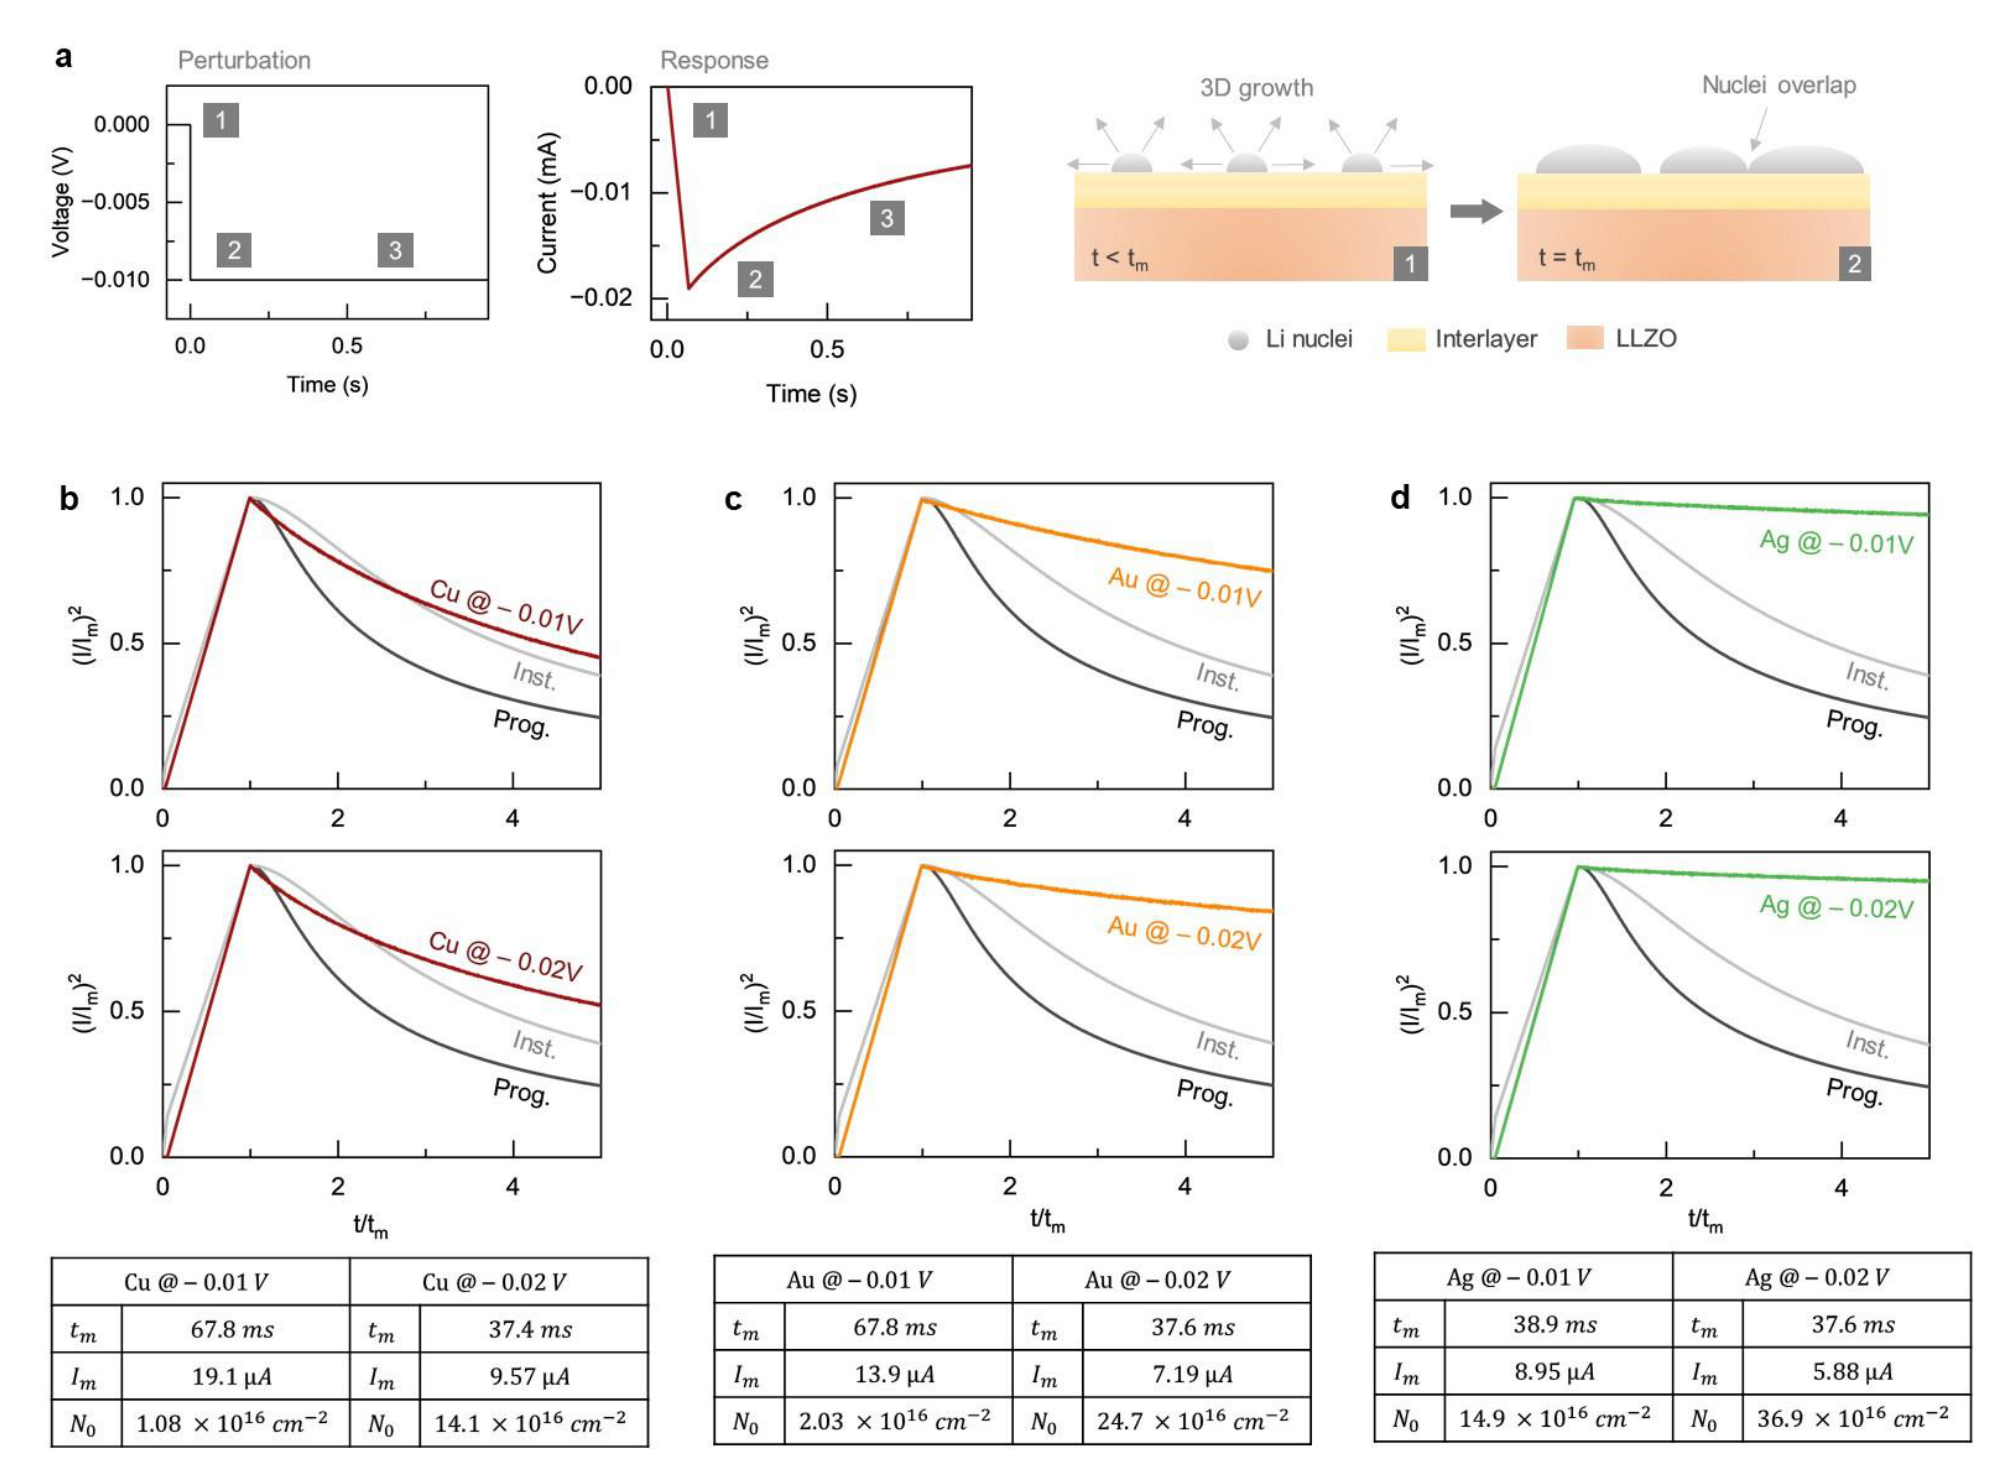 a
Perturbation
0.000
−0.005
−0.010
Voltage (V)
1
2
3
0.0
0.5
Time (s)
Response
0.00
−0.01
−0.02
Current (mA)
1
2
3
0.0
0.5
Time (s)
3D growth
t < tm
1
Nuclei overlap
t = tm
2
Li nuclei
Interlayer
LLZO
b
1.0
0.5
0.0
(I/Im)2
Cu @ – 0.01V
Inst.
Prog.
0
2
4
1.0
0.5
0.0
(I/Im)2
Cu @ – 0.02V
Inst.
Prog.
0
2
4
t/tm
c
1.0
0.5
0.0
(I/Im)2
Au @ – 0.01V
Inst.
Prog.
0
2
4
1.0
0.5
0.0
(I/Im)2
Au @ – 0.02V
Inst.
Prog.
0
2
4
t/tm
d
1.0
0.5
0.0
(I/Im)2
Ag @ – 0.01V
Inst.
Prog.
0
2
4
1.0
0.5
0.0
(I/Im)2
Ag @ – 0.02V
Inst.
Prog.
0
2
4
t/tm
Cu @ – 0.01 V Cu @ – 0.02 V
tm 67.8 ms tm 37.4 ms
Im 19.1 µA Im 9.57 µA
N0 1.08 × 10^16 cm^−2 N0 14.1 × 10^16 cm^−2
Au @ – 0.01 V Au @ – 0.02 V
tm 67.8 ms tm 37.6 ms
Im 13.9 µA Im 7.19 µA
N0 2.03 × 10^16 cm^−2 N0 24.7 × 10^16 cm^−2
Ag @ – 0.01 V Ag @ – 0.02 V
tm 38.9 ms tm 37.6 ms
Im 8.95 µA Im 5.88 µA
N0 14.9 × 10^16 cm^−2 N0 36.9 × 10^16 cm^−2